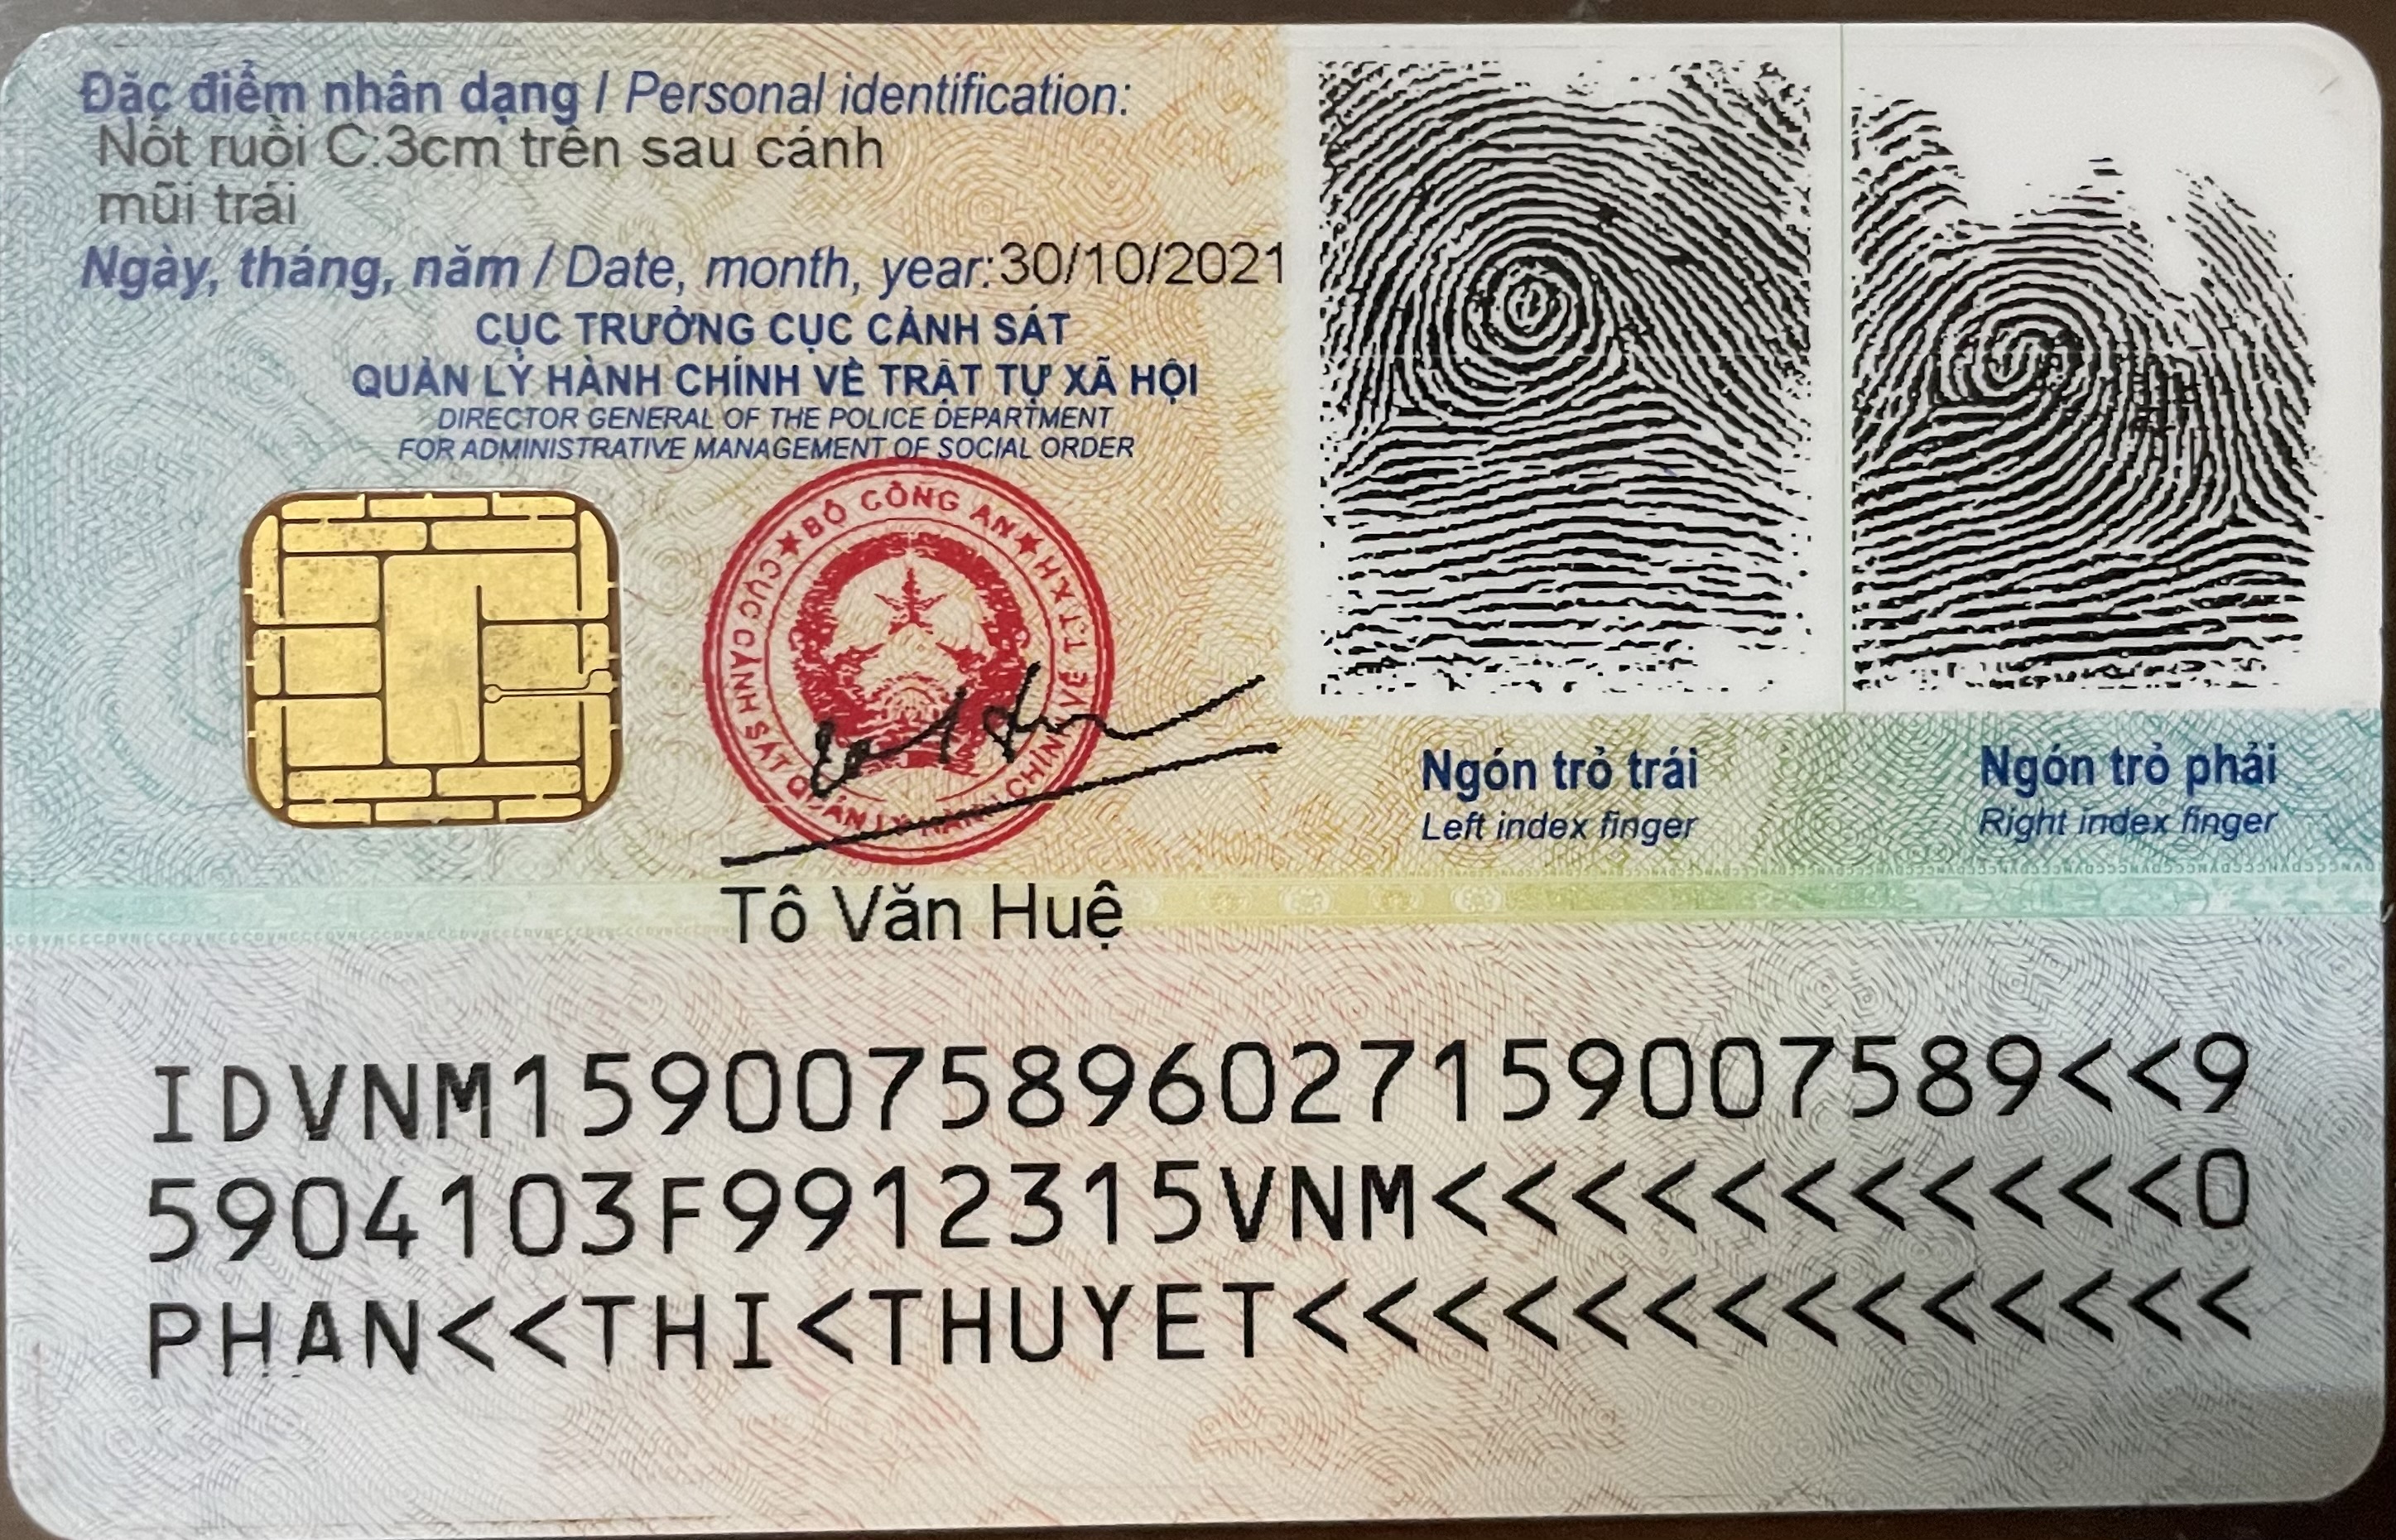 Đặc điểm nhân dạng / Personal identification:
Nốt ruồi C:3cm trên sau cánh
mũi trái
Ngày, tháng, năm / Date, month, year:30/10/2021
CỤC TRƯỞNG CỤC CẢNH SÁT
QUẢN LÝ HÀNH CHÍNH VỀ TRẬT TỰ XÃ HỘI
DIRECTOR GENERAL OF THE POLICE DEPARTMENT
FOR ADMINISTRATIVE MANAGEMENT OF SOCIAL ORDER
★ BỘ CÔNG AN ★
CỤC CẢNH SÁT QUẢN LÝ HÀNH CHÍNH VỀ TTXH
Tô Văn Huệ
Ngón trỏ trái
Left index finger
Ngón trỏ phải
Right index finger
IDVNM1590075896027159007589<<9
5904103F9912315VNM<<<<<<<<<<<0
PHAN<<THI<THUYET<<<<<<<<<<<<<<